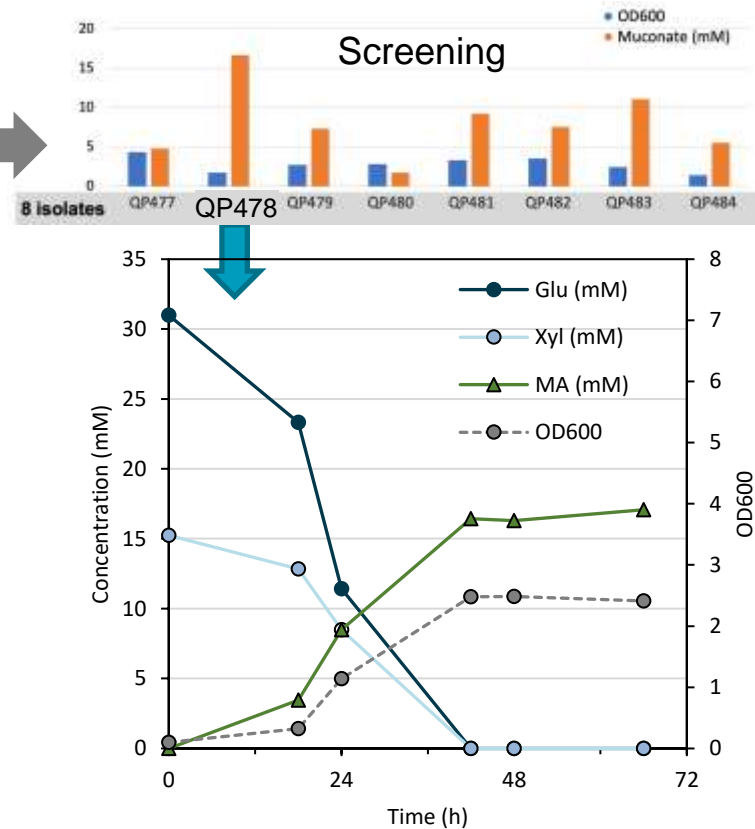 OD600
Muconate (mM)
Screening
20
15
10
5
0
8 isolates QP477 QP478 QP479 QP480 QP481 QP482 QP483 QP484
35
30
25
20
15
10
5
0
Concentration (mM)
Glu (mM)
Xyl (mM)
MA (mM)
OD600
8
7
6
5
4
3
2
1
0
OD600
0 24 48 72
Time (h)